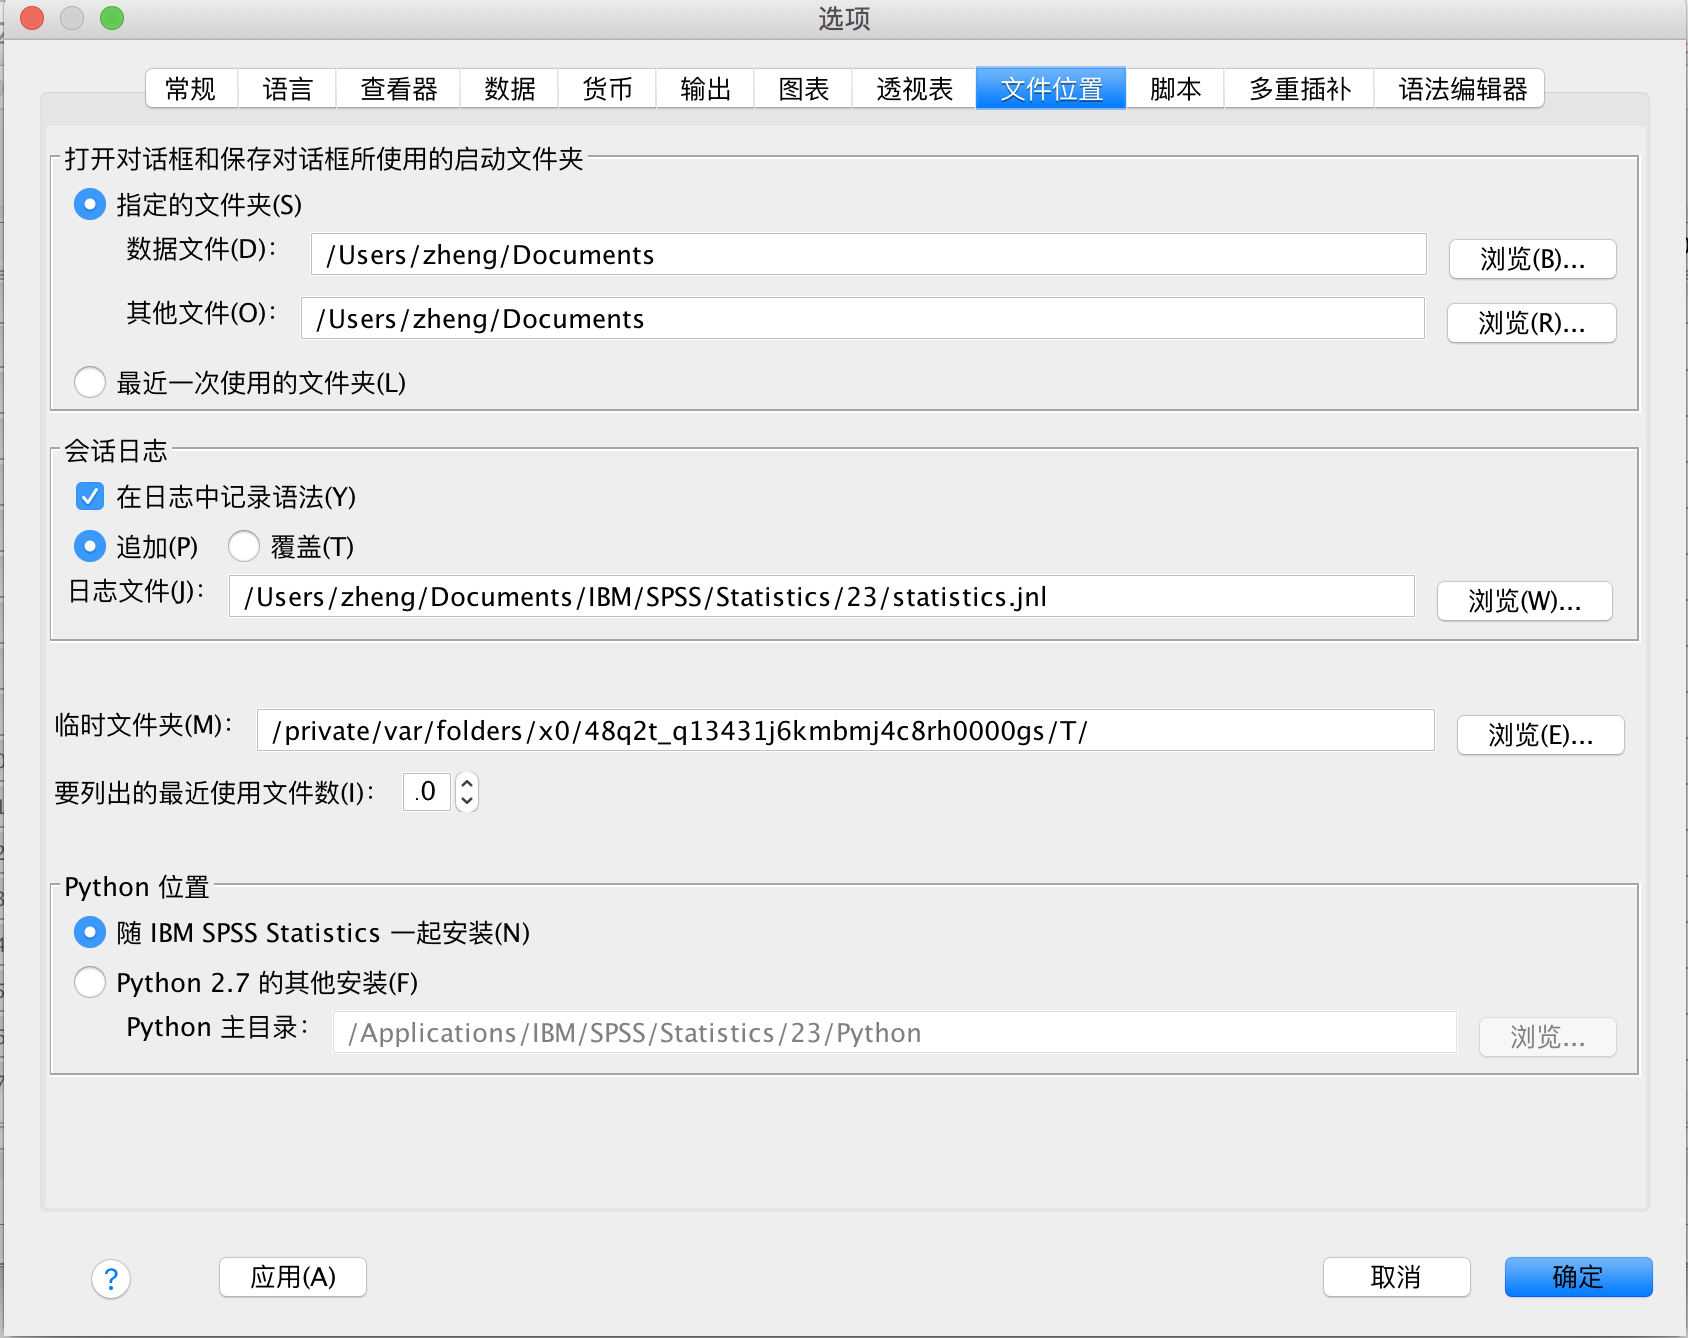 选项
常规 语言 查看器 数据 货币 输出 图表 透视表 文件位置 脚本 多重插补 语法编辑器
打开对话框和保存对话框所使用的启动文件夹
指定的文件夹(S)
数据文件(D)： /Users/zheng/Documents 浏览(B)...
其他文件(O)： /Users/zheng/Documents 浏览(R)...
最近一次使用的文件夹(L)
会话日志
在日志中记录语法(Y)
追加(P) 覆盖(T)
日志文件(J)： /Users/zheng/Documents/IBM/SPSS/Statistics/23/statistics.jnl 浏览(W)...
临时文件夹(M)： /private/var/folders/x0/48q2t_q13431j6kmbmj4c8rh0000gs/T/ 浏览(E)...
要列出的最近使用文件数(I)： .0
Python 位置
随 IBM SPSS Statistics 一起安装(N)
Python 2.7 的其他安装(F)
Python 主目录： /Applications/IBM/SPSS/Statistics/23/Python 浏览...
? 应用(A) 取消 确定